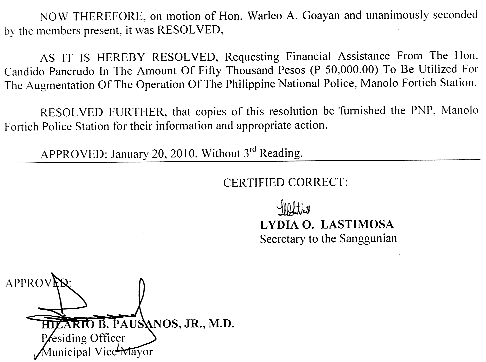 NOW THEREFORE, on motion of Hon. Warleo A. Goayan and unanimously seconded
by the members present, it was RESOLVED,
AS IT IS HEREBY RESOLVED, Requesting Financial Assistance From The Hon.
Candido Pancrudo In The Amount Of Fifty Thousand Pesos (P 50,000.00) To Be Utilized For
The Augmentation Of The Operation Of The Philippine National Police, Manolo Fortich Station.
RESOLVED FURTHER, that copies of this resolution be furnished the PNP, Manolo
Fortich Police Station for their information and appropriate action.
APPROVED: January 20, 2010, Without 3rd Reading.
CERTIFIED CORRECT:
LYDIA O. LASTIMOSA
Secretary to the Sanggunian
APPROVED:
HILARIO B. PAUSANOS, JR., M.D.
Presiding Officer
Municipal Vice Mayor